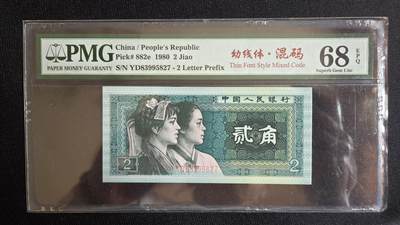 PMG
PAPER MONEY GUARANTY
China / People's Republic
Pick# 882e 1980 2 Jiao
S/N YD83995827 - 2 Letter Prefix
幼线体·混码
Thin Font Style Mixed Code
68
EPQ
Superb Gem Unc
中国人民银行
贰角
2
2